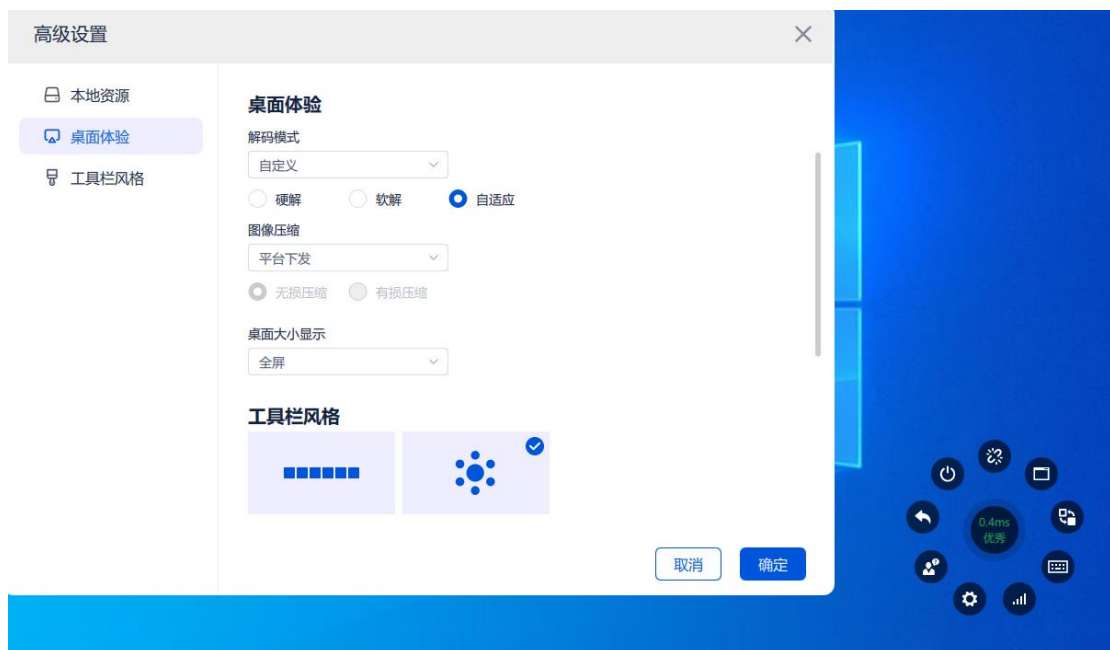 高级设置
本地资源
桌面体验
工具栏风格
桌面体验
解码模式
自定义
硬解 软解 自适应
图像压缩
平台下发
无损压缩 有损压缩
桌面大小显示
全屏
工具栏风格
取消 确定
0.4ms
优秀